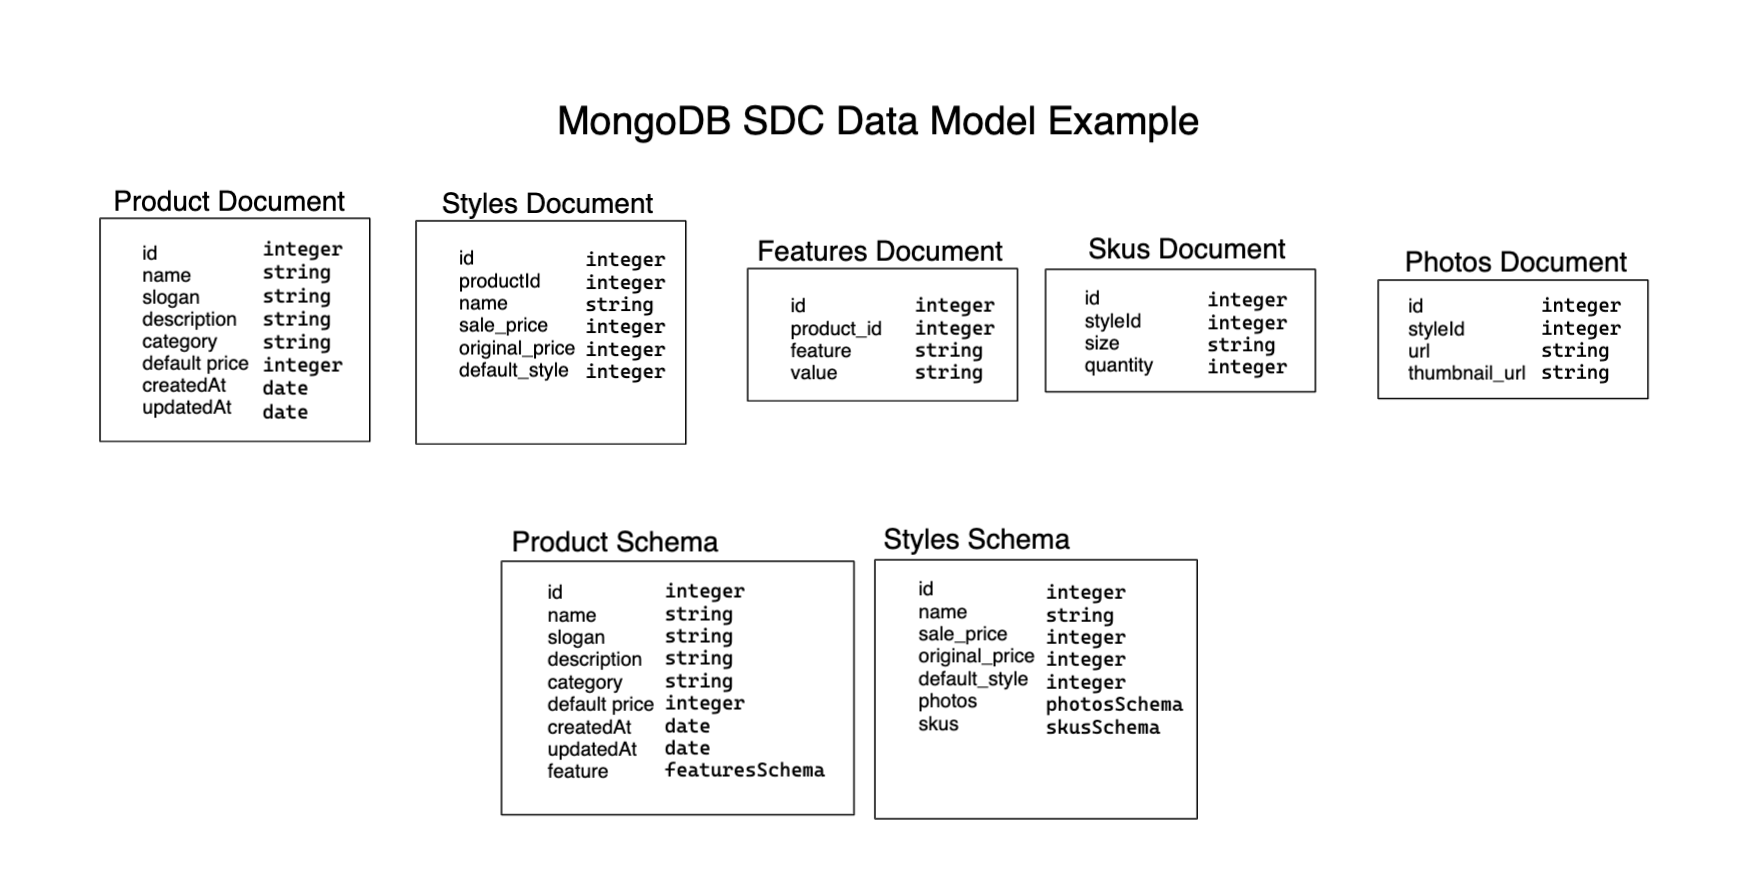 MongoDB SDC Data Model Example
Product Document
id integer
name string
slogan string
description string
category string
default price integer
createdAt date
updatedAt date
Styles Document
id integer
productId integer
name string
sale_price integer
original_price integer
default_style integer
Features Document
id integer
product_id integer
feature string
value string
Skus Document
id integer
styleId integer
size string
quantity integer
Photos Document
id integer
styleId integer
url string
thumbnail_url string
Product Schema
id integer
name string
slogan string
description string
category string
default price integer
createdAt date
updatedAt date
feature featuresSchema
Styles Schema
id integer
name string
sale_price integer
original_price integer
default_style integer
photos photosSchema
skus skusSchema